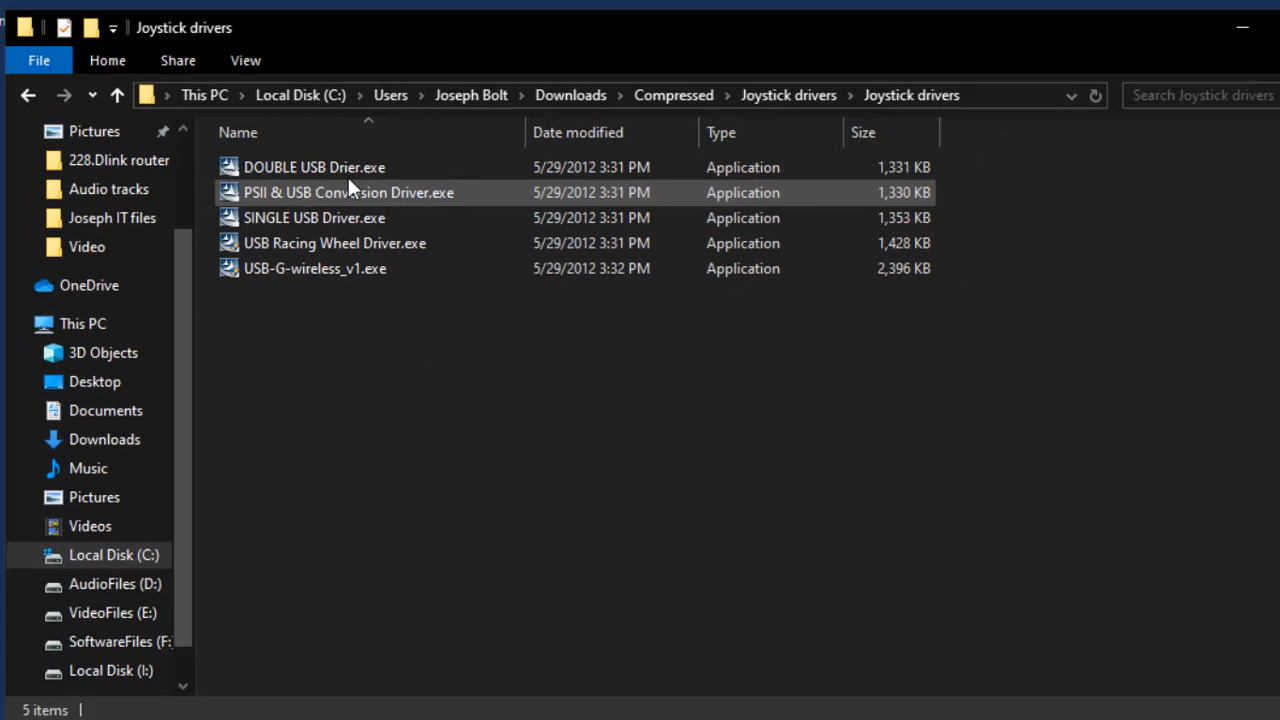 Joystick drivers
File Home Share View
This PC Local Disk (C:) Users Joseph Bolt Downloads Compressed Joystick drivers Joystick drivers Search Joystick drivers
Name Date modified Type Size
DOUBLE USB Drier.exe 5/29/2012 3:31 PM Application 1,331 KB
PSII & USB Conversion Driver.exe 5/29/2012 3:31 PM Application 1,330 KB
SINGLE USB Driver.exe 5/29/2012 3:31 PM Application 1,353 KB
USB Racing Wheel Driver.exe 5/29/2012 3:31 PM Application 1,428 KB
USB-G-wireless_v1.exe 5/29/2012 3:32 PM Application 2,396 KB
Pictures
228.Dlink router
Audio tracks
Joseph IT files
Video
OneDrive
This PC
3D Objects
Desktop
Documents
Downloads
Music
Pictures
Videos
Local Disk (C:)
AudioFiles (D:)
VideoFiles (E:)
SoftwareFiles (F:
Local Disk (I:)
5 items